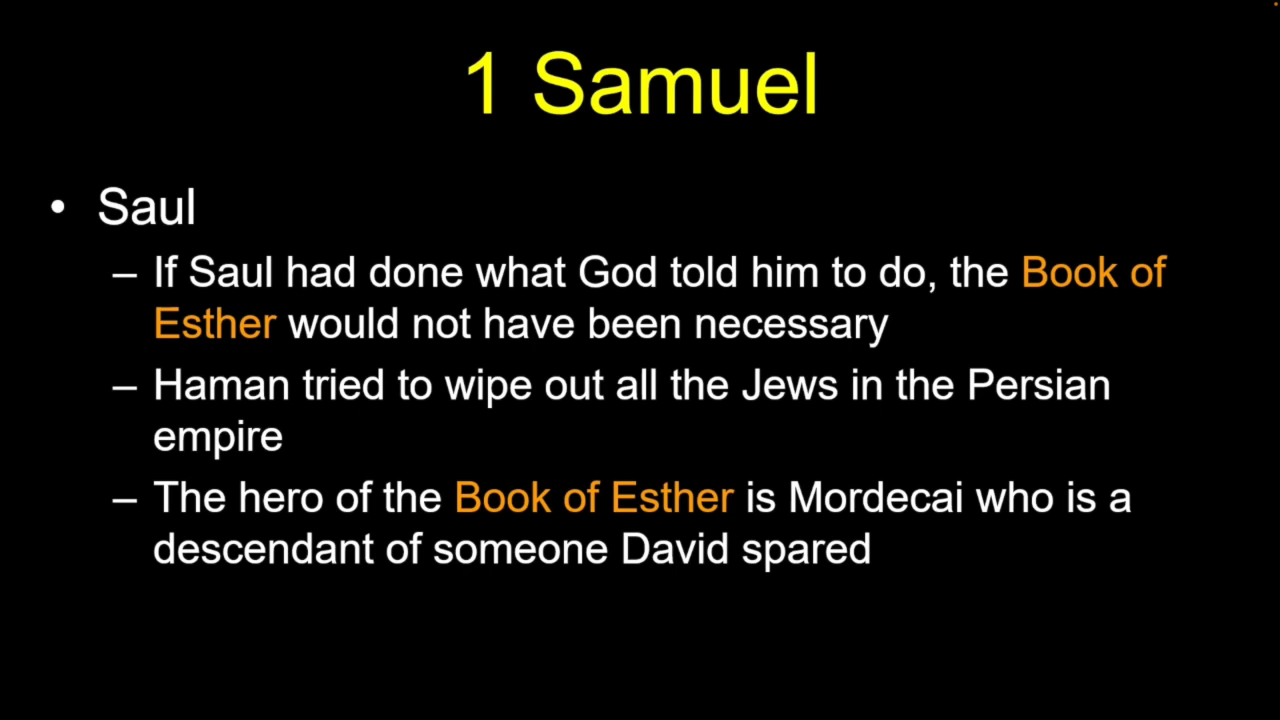 1 Samuel
• Saul
– If Saul had done what God told him to do, the Book of
Esther would not have been necessary
– Haman tried to wipe out all the Jews in the Persian
empire
– The hero of the Book of Esther is Mordecai who is a
descendant of someone David spared